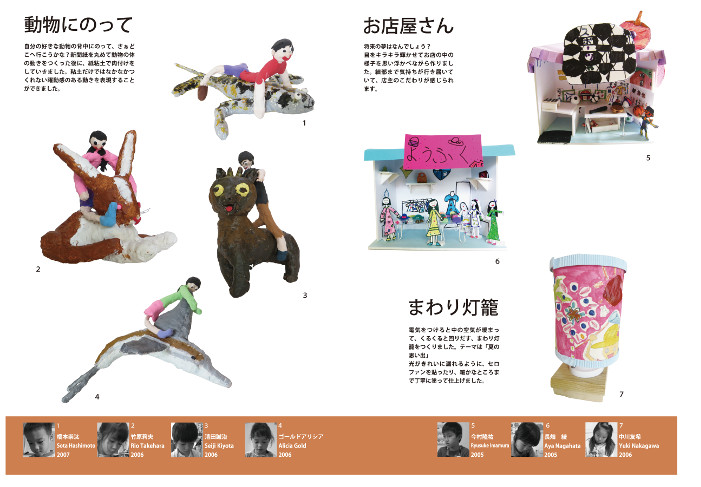 動物にのって
自分の好きな動物の背中にのって、さぁど
こへ行こうかな？新聞紙を丸めて動物の体
の動きをつくった後に、紙粘土で肉付けを
していきました。粘土だけではなかなかつ
くれない躍動感のある動きを表現すること
ができました。
1
2
3
4
お店屋さん
将来の夢はなんでしょう？
目をキラキラ輝かせてお店の中の
様子を思い浮かべながら作りまし
た。細部まで気持ちが行き届いて
いて、店主のこだわりが感じられ
ます。
5
ようふく
6
まわり灯籠
電気をつけると中の空気が暖まっ
て、くるくると回りだす、まわり灯
籠をつくりました。テーマは「夏の
思い出」
光がきれいに漏れるように、セロ
ファンを貼ったり、細かなところま
で丁寧に塗って仕上げました。
7
1
橋本
Sota Hashimoto
2007
2
竹原莉央
Rio Takehara
2006
3
清田誠治
Seiji Kiyota
2006
4
ゴールドアリシア
Alicia Gold
2006
5
今村隆祐
Ryusuke Imamura
2005
6
長畑 綾
Aya Nagahata
2005
7
中川友希
Yuki Nakagawa
2006